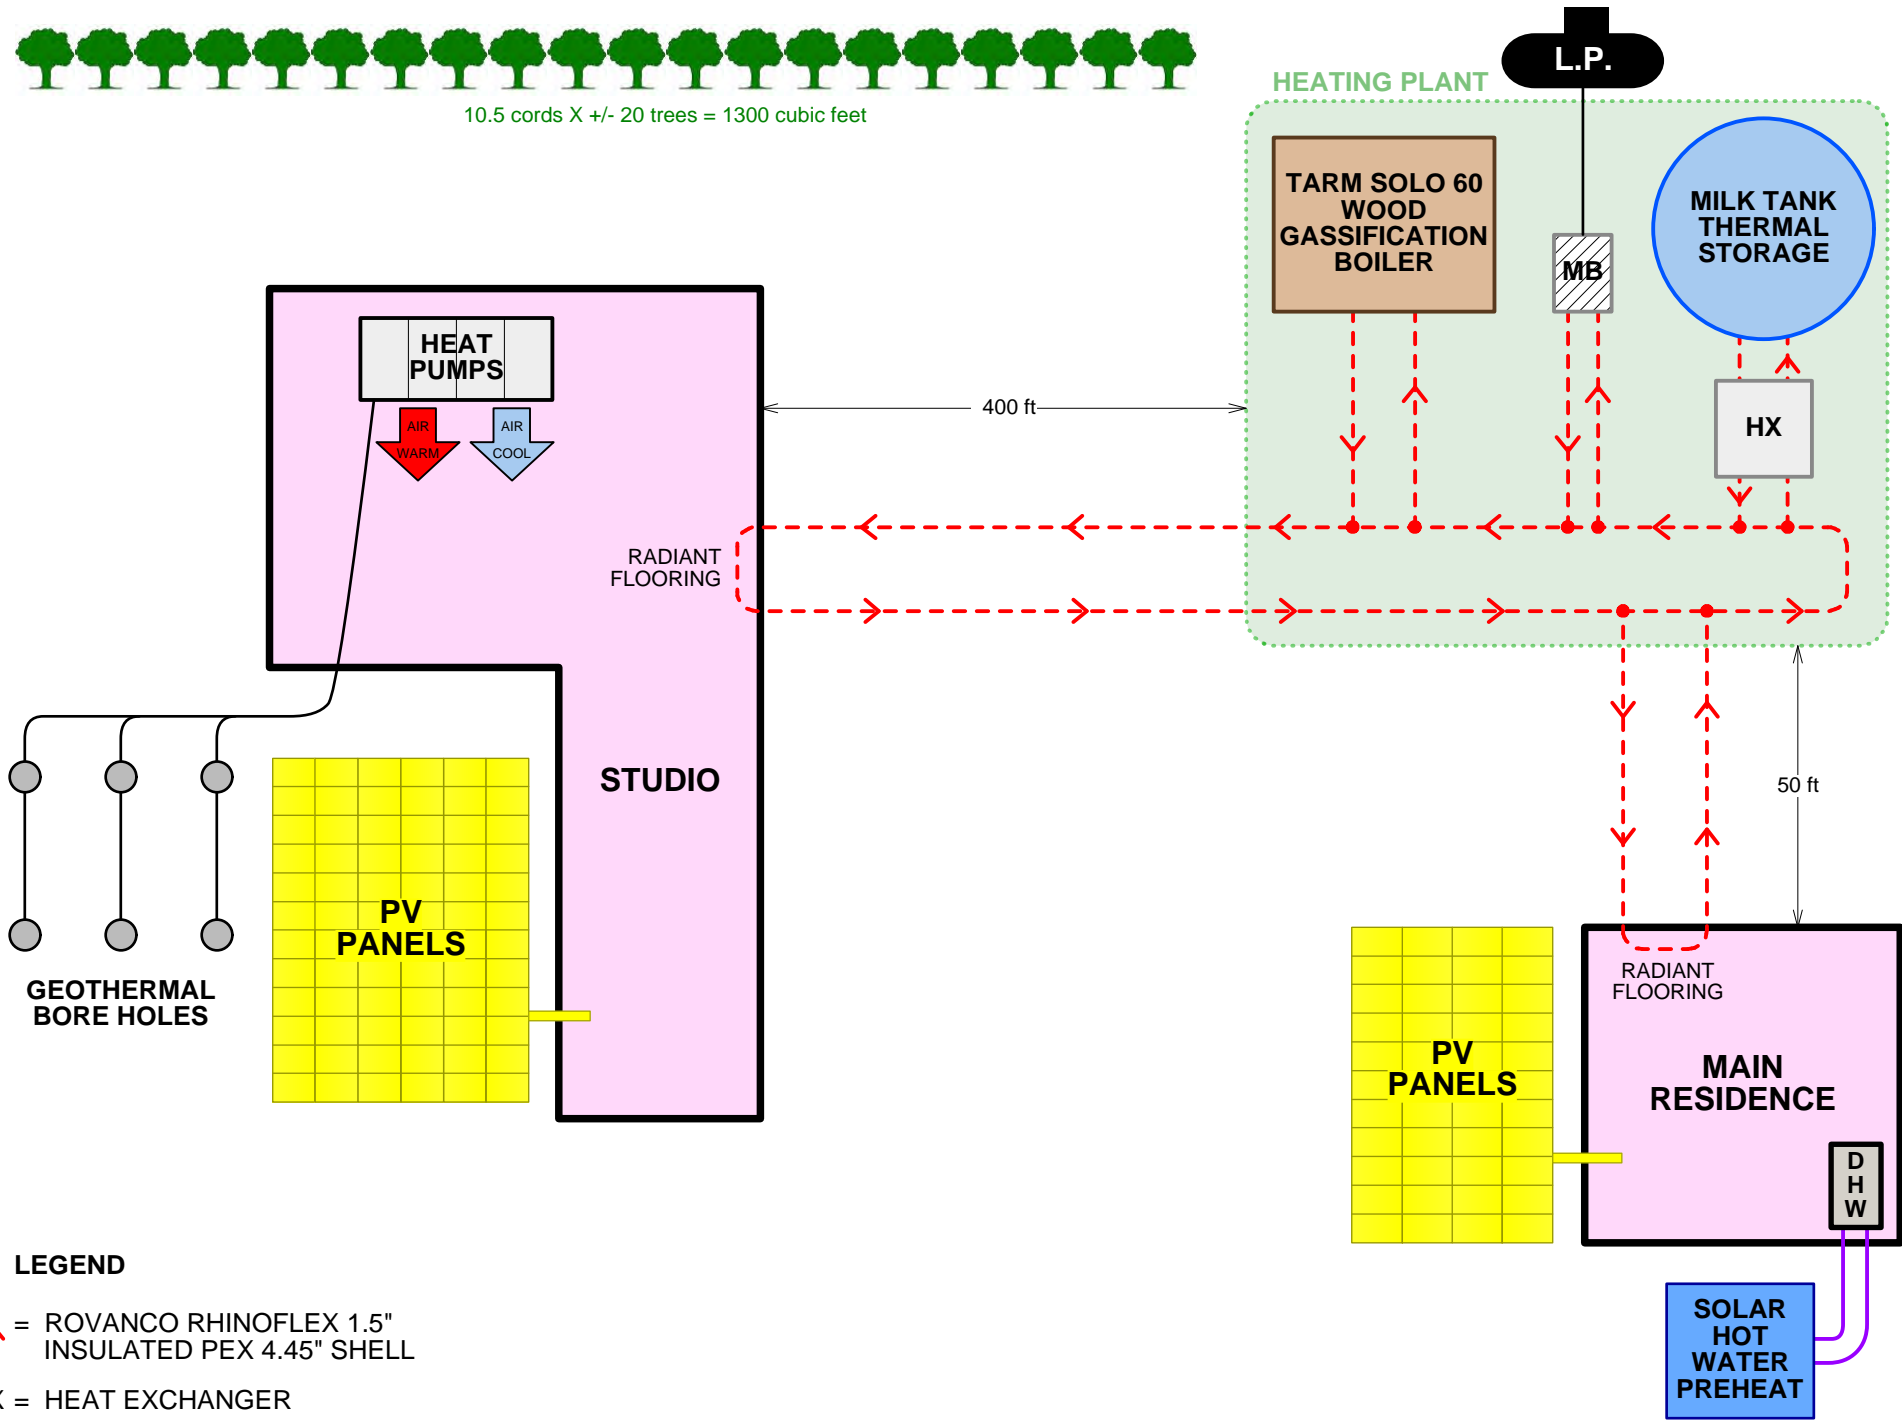 10.5 cords X +/- 20 trees = 1300 cubic feet
L.P.
HEATING PLANT
TARM SOLO 60
WOOD
GASSIFICATION
BOILER
MB
MILK TANK
THERMAL
STORAGE
HX
HEAT
PUMPS
AIR
WARM
AIR
COOL
400 ft
RADIANT
FLOORING
STUDIO
50 ft
PV
PANELS
GEOTHERMAL
BORE HOLES
RADIANT
FLOORING
PV
PANELS
MAIN
RESIDENCE
D
H
W
SOLAR
HOT
WATER
PREHEAT
LEGEND
= ROVANCO RHINOFLEX 1.5"
INSULATED PEX 4.45" SHELL
X = HEAT EXCHANGER